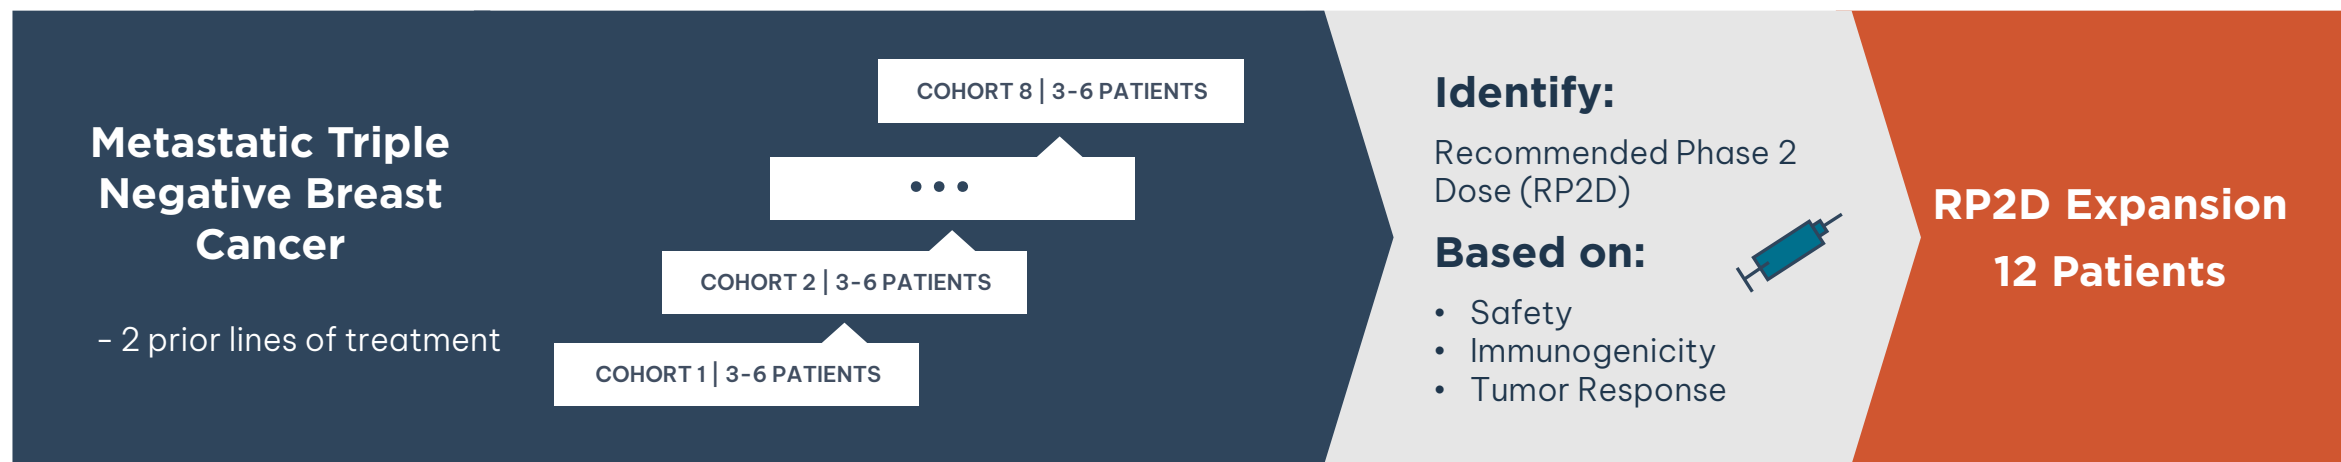 Metastatic Triple
Negative Breast
Cancer
- 2 prior lines of treatment
COHORT 8 | 3-6 PATIENTS
•••
COHORT 2 | 3-6 PATIENTS
COHORT 1 | 3-6 PATIENTS
Identify:
Recommended Phase 2
Dose (RP2D)
Based on:
• Safety
• Immunogenicity
• Tumor Response
RP2D Expansion
12 Patients